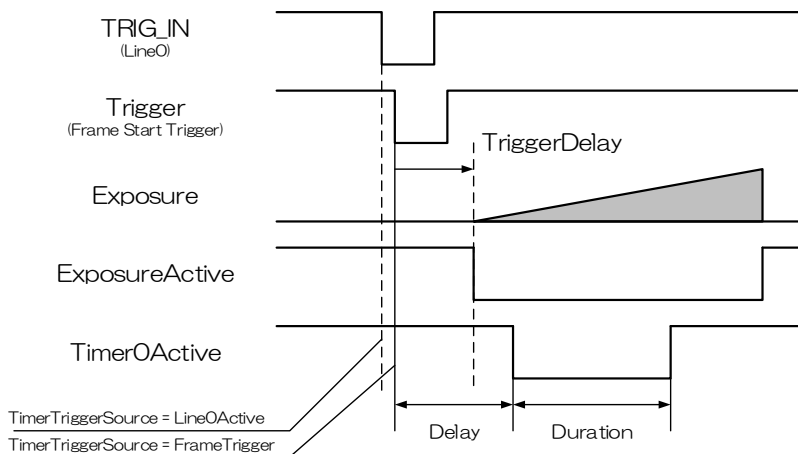 TRIG_IN
(Line0)
Trigger
(Frame Start Trigger)
TriggerDelay
Exposure
ExposureActive
Timer0Active
TimerTriggerSource = Line0Active
TimerTriggerSource = FrameTrigger
Delay
Duration